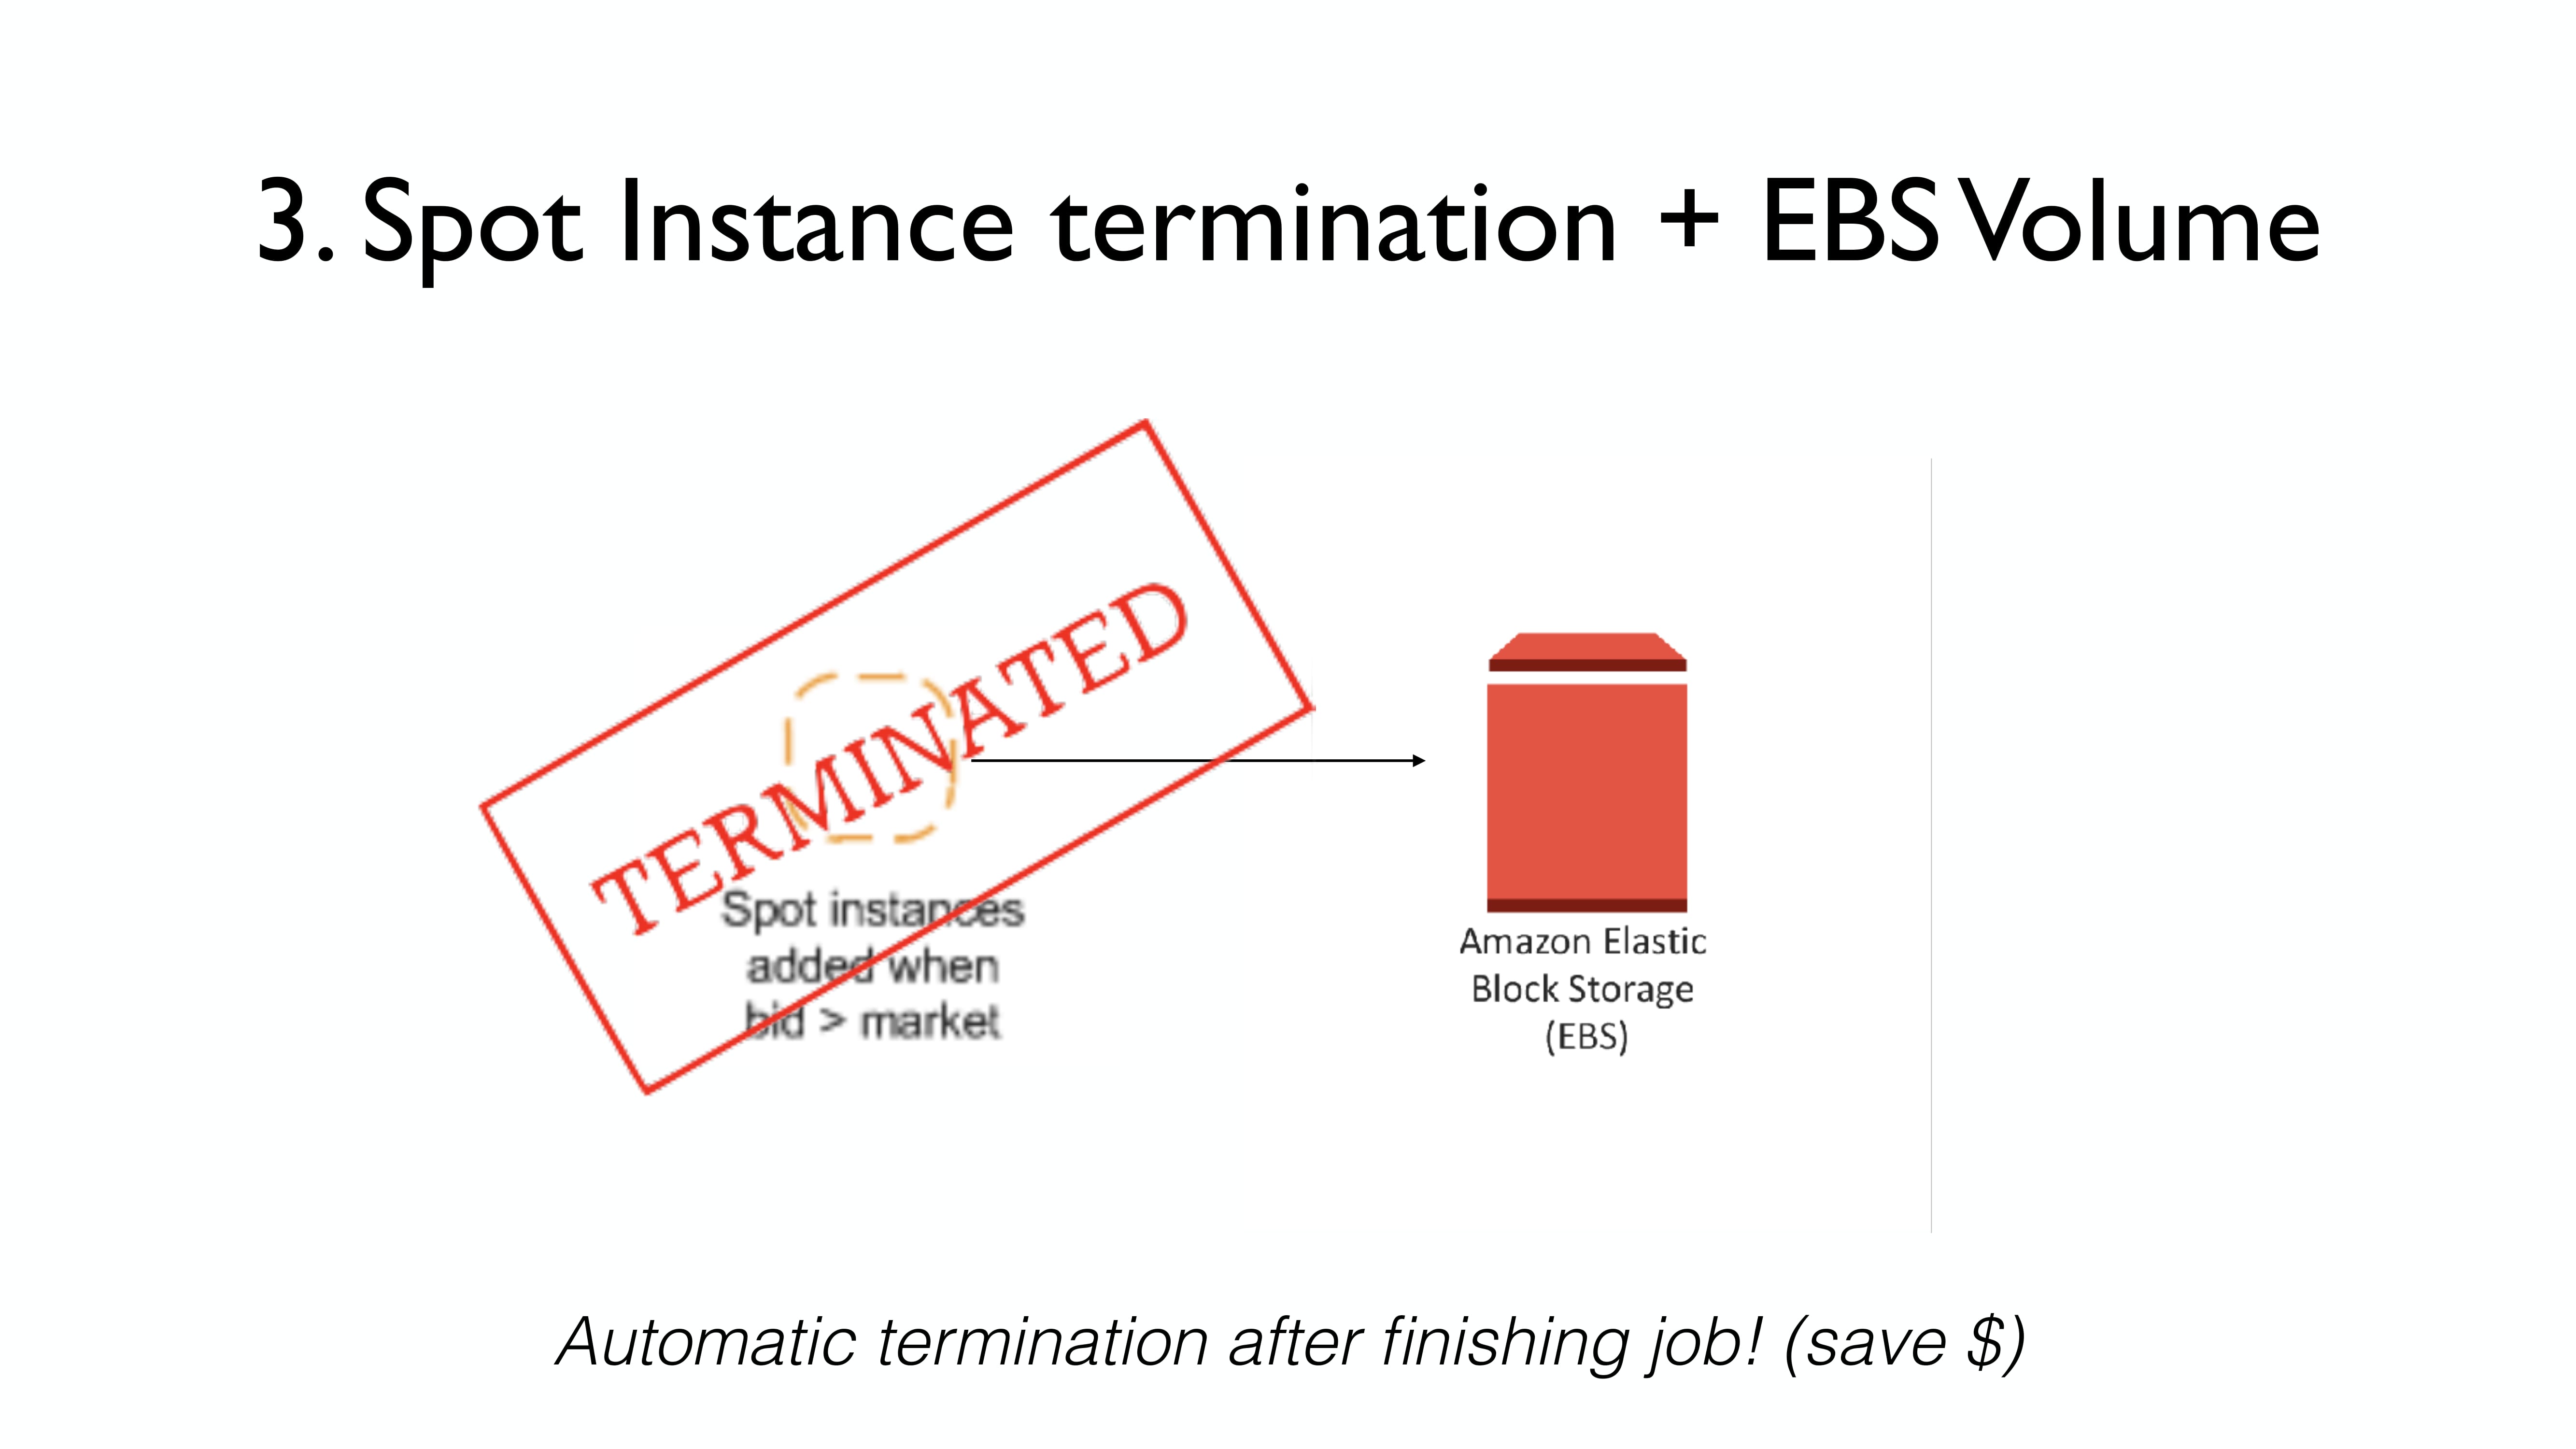 3. Spot Instance termination + EBS Volume
TERMINATED
Spot instances
added when
bid > market
Amazon Elastic
Block Storage
(EBS)
Automatic termination after finishing job! (save $)